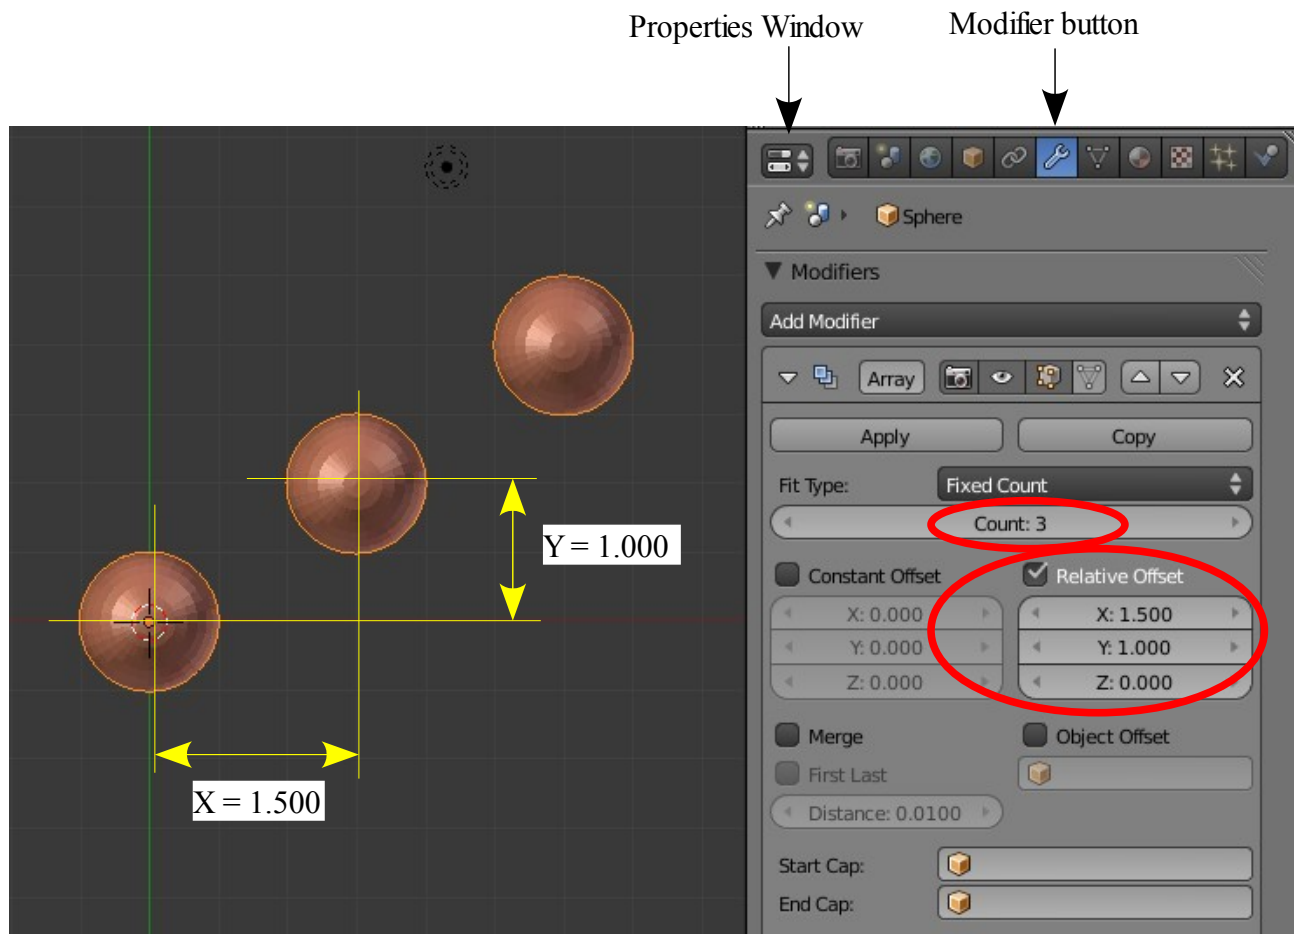 Properties Window
Modifier button
Sphere
Modifiers
Add Modifier
Array
Apply
Copy
Fit Type:
Fixed Count
Count: 3
Constant Offset
Relative Offset
X: 0.000
X: 1.500
Y: 0.000
Y: 1.000
Z: 0.000
Z: 0.000
Merge
Object Offset
First Last
Distance: 0.0100
Start Cap:
End Cap:
Y = 1.000
X = 1.500